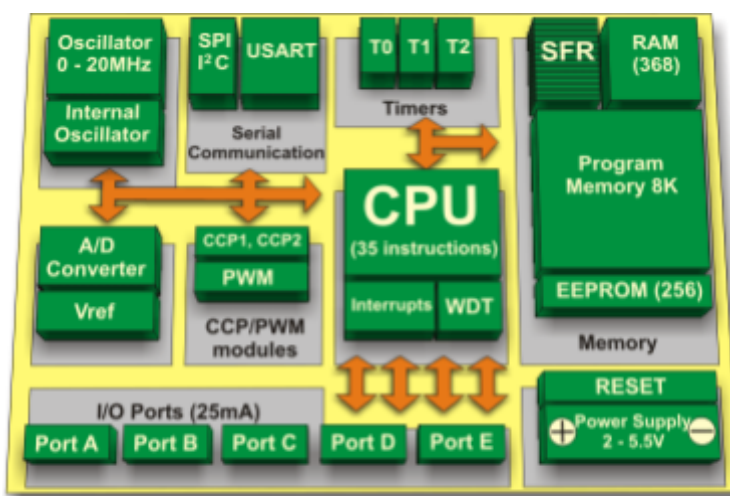 Oscillator
0 - 20MHz
Internal
Oscillator
SPI
I²C
USART
Serial
Communication
T0
T1
T2
Timers
SFR
RAM
(368)
Program
Memory 8K
EEPROM (256)
Memory
A/D
Converter
Vref
CCP1, CCP2
PWM
CCP/PWM
modules
CPU
(35 instructions)
Interrupts
WDT
I/O Ports (25mA)
Port A
Port B
Port C
Port D
Port E
RESET
+
Power Supply
2 - 5.5V
−